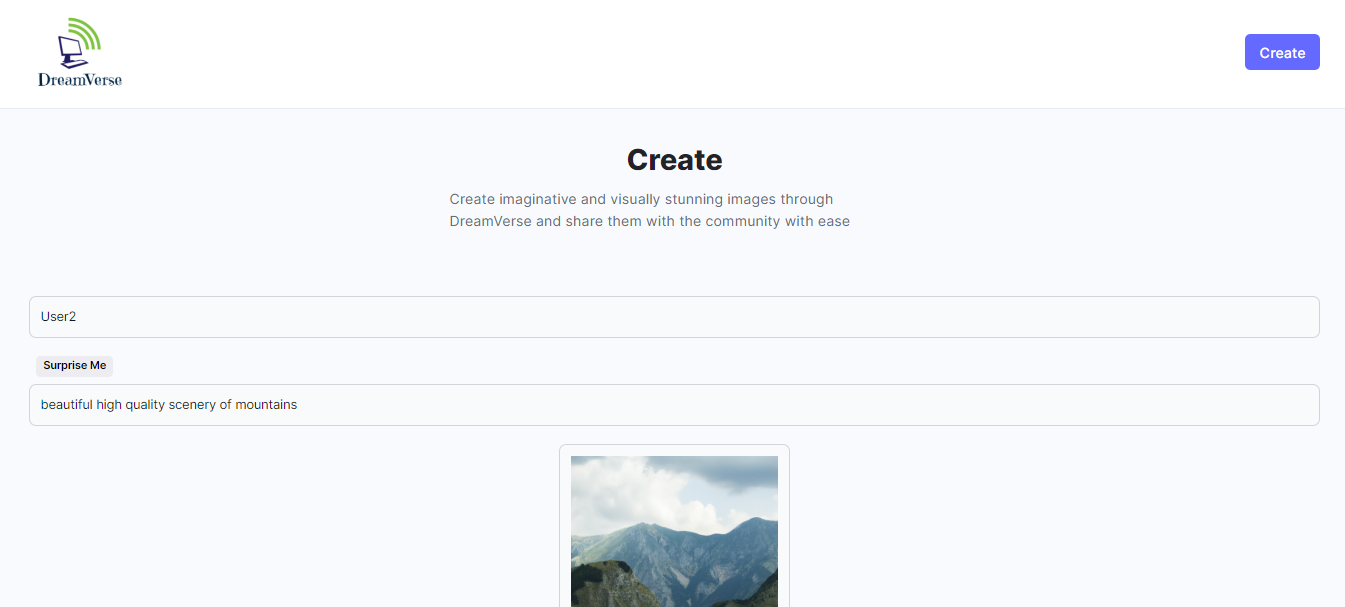 DreamVerse
Create
Create
Create imaginative and visually stunning images through
DreamVerse and share them with the community with ease
User2
Surprise Me
beautiful high quality scenery of mountains